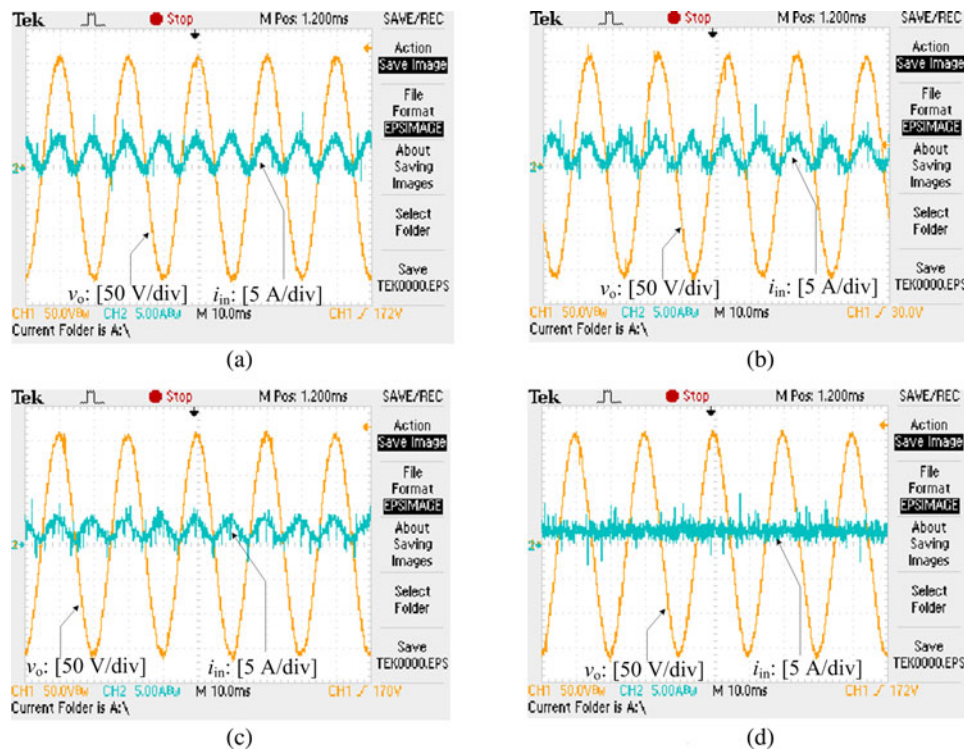 Tek Stop M Pos: 1.200ms SAVE/REC
Action
Save Image
File
Format
EPSIMAGE
About
Saving
Images
Select
Folder
Save
TEK0000.EPS
2
vo: [50 V/div] iin: [5 A/div]
CH1 50.0VBW CH2 5.00ABW M 10.0ms CH1 172V
Current Folder is A:\
(a)
Tek Stop M Pos: 1.200ms SAVE/REC
Action
Save Image
File
Format
EPSIMAGE
About
Saving
Images
Select
Folder
Save
TEK0000.EPS
2
vo: [50 V/div] iin: [5 A/div]
CH1 50.0VBW CH2 5.00ABW M 10.0ms CH1 30.0V
Current Folder is A:\
(b)
Tek Stop M Pos: 1.200ms SAVE/REC
Action
Save Image
File
Format
EPSIMAGE
About
Saving
Images
Select
Folder
Save
TEK0000.EPS
2
vo: [50 V/div] iin: [5 A/div]
CH1 50.0VBW CH2 5.00ABW M 10.0ms CH1 170V
Current Folder is A:\
(c)
Tek Stop M Pos: 1.200ms SAVE/REC
Action
Save Image
File
Format
EPSIMAGE
About
Saving
Images
Select
Folder
Save
TEK0000.EPS
2
vo: [50 V/div] iin: [5 A/div]
CH1 50.0VBW CH2 5.00ABW M 10.0ms CH1 172V
Current Folder is A:\
(d)